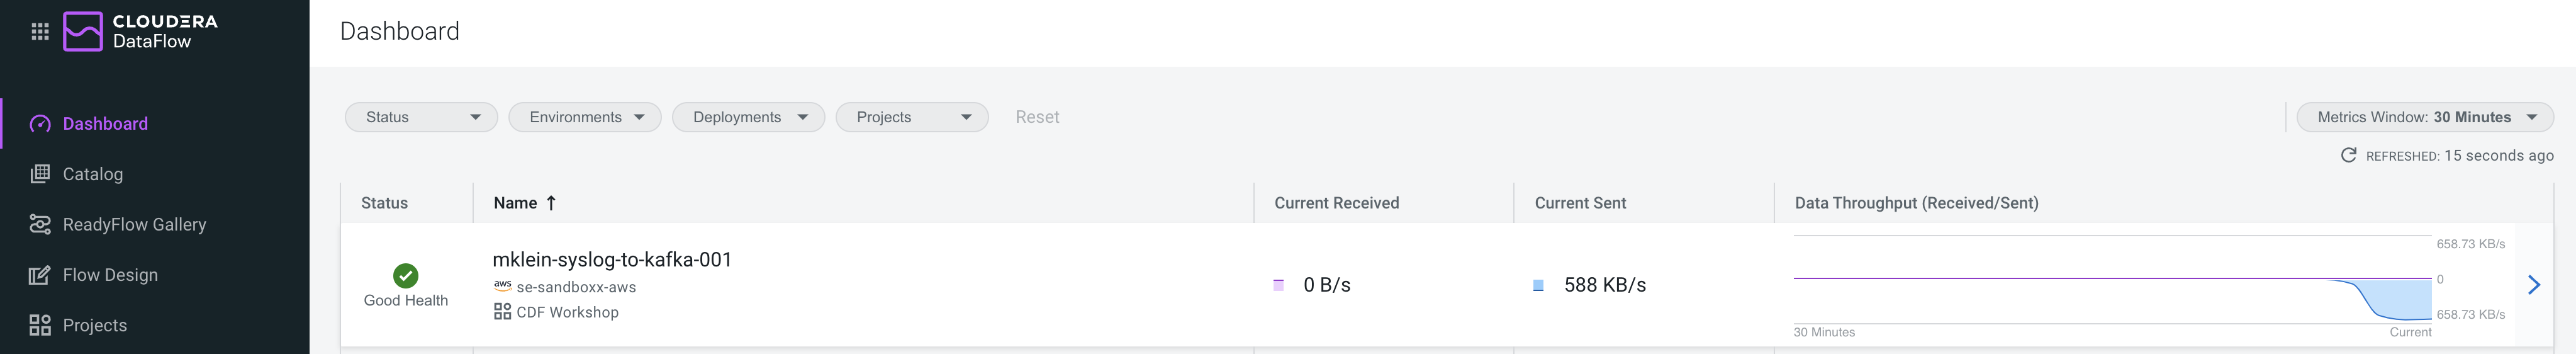 CLOUDERA
DataFlow
Dashboard
Catalog
ReadyFlow Gallery
Flow Design
Projects
Dashboard
Status
Environments
Deployments
Projects
Reset
Metrics Window: 30 Minutes
REFRESHED: 15 seconds ago
Status
Name
Current Received
Current Sent
Data Throughput (Received/Sent)
Good Health
mklein-syslog-to-kafka-001
aws se-sandboxx-aws
CDF Workshop
0 B/s
588 KB/s
658.73 KB/s
0
658.73 KB/s
30 Minutes
Current